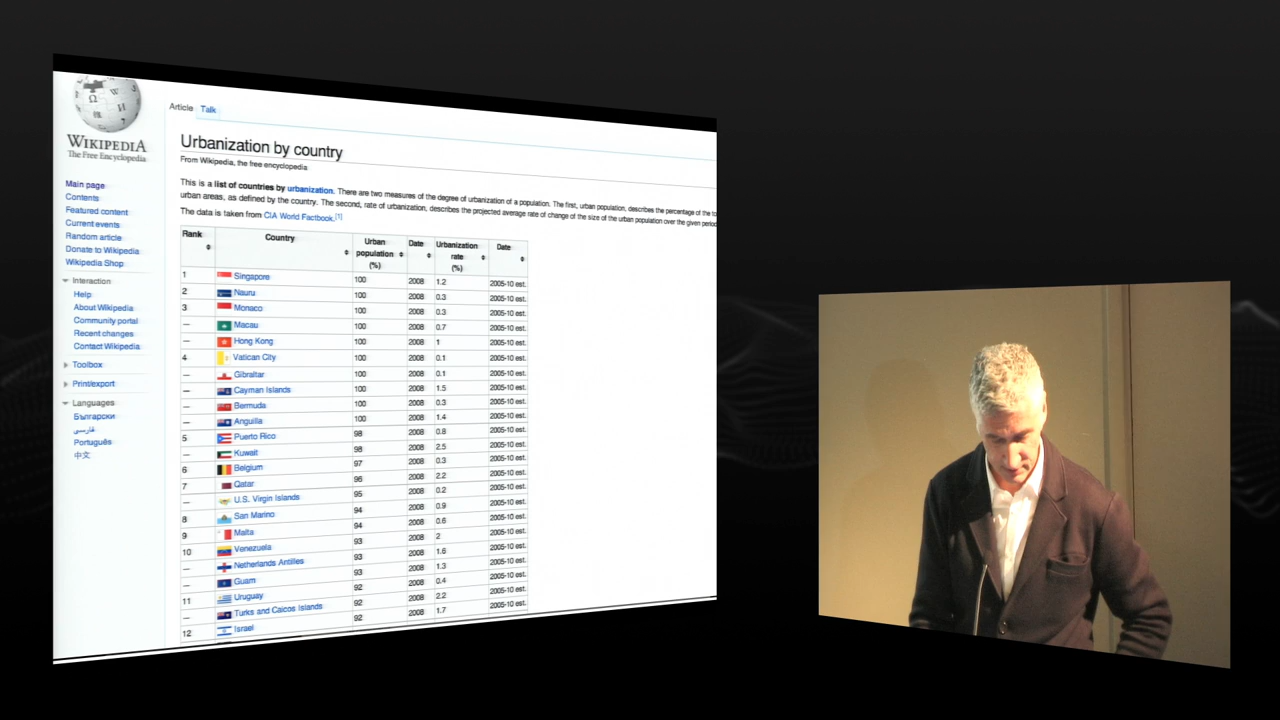 WIKIPEDIA
The Free Encyclopedia
Main page
Contents
Featured content
Current events
Random article
Donate to Wikipedia
Wikipedia Shop
Interaction
Help
About Wikipedia
Community portal
Recent changes
Contact Wikipedia
Toolbox
Print/export
Languages
Български
فارسی
Português
中文
Article Talk
Urbanization by country
From Wikipedia, the free encyclopedia
This is a list of countries by urbanization. There are two measures of the degree of urbanization of a population. The first, urban population, describes the percentage of the
urban areas, as defined by the country. The second, rate of urbanization, describes the projected average rate of change of the size of the urban population over the given
The data is taken from CIA World Factbook.[1]
Rank Country Urban population (%) Date Urbanization rate (%) Date
1 Singapore 100 2008 1.2 2005-10 est.
2 Nauru 100 2008 0.3 2005-10 est.
3 Monaco 100 2008 0.3 2005-10 est.
— Macau 100 2008 0.7 2005-10 est.
— Hong Kong 100 2008 1 2005-10 est.
4 Vatican City 100 2008 0.1 2005-10 est.
— Gibraltar 100 2008 0.1 2005-10 est.
— Cayman Islands 100 2008 1.5 2005-10 est.
— Bermuda 100 2008 0.3 2005-10 est.
— Anguilla 100 2008 1.4 2005-10 est.
5 Puerto Rico 98 2008 0.8 2005-10 est.
— Kuwait 98 2008 2.5 2005-10 est.
6 Belgium 97 2008 0.3 2005-10 est.
7 Qatar 96 2008 2.2 2005-10 est.
— U.S. Virgin Islands 95 2008 0.2 2005-10 est.
8 San Marino 94 2008 0.9 2005-10 est.
9 Malta 94 2008 0.6 2005-10 est.
10 Venezuela 93 2008 2 2005-10 est.
— Netherlands Antilles 93 2008 1.6 2005-10 est.
— Guam 93 2008 1.3 2005-10 est.
11 Uruguay 92 2008 0.4 2005-10 est.
— Turks and Caicos Islands 92 2008 2.2 2005-10 est.
12 Israel 92 2008 1.7 2005-10 est.